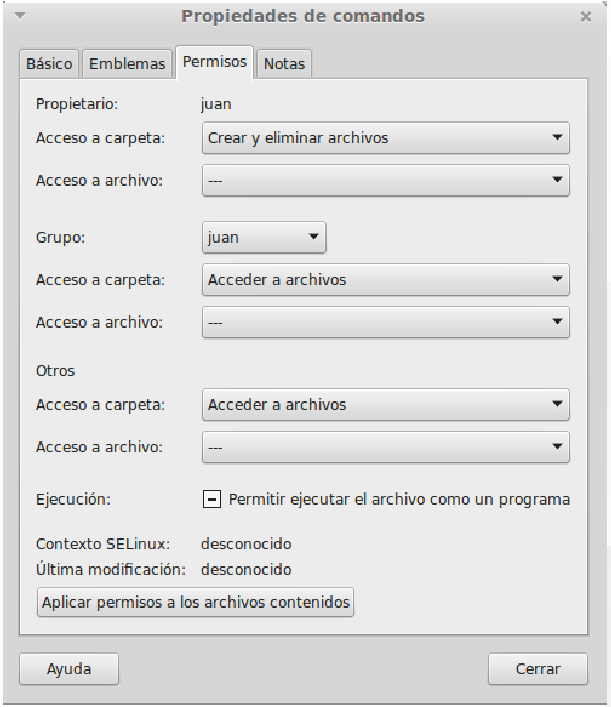 Propiedades de comandos
Básico Emblemas Permisos Notas
Propietario: juan
Acceso a carpeta: Crear y eliminar archivos
Acceso a archivo: ---
Grupo: juan
Acceso a carpeta: Acceder a archivos
Acceso a archivo: ---
Otros
Acceso a carpeta: Acceder a archivos
Acceso a archivo: ---
Ejecución: Permitir ejecutar el archivo como un programa
Contexto SELinux: desconocido
Última modificación: desconocido
Aplicar permisos a los archivos contenidos
Ayuda Cerrar